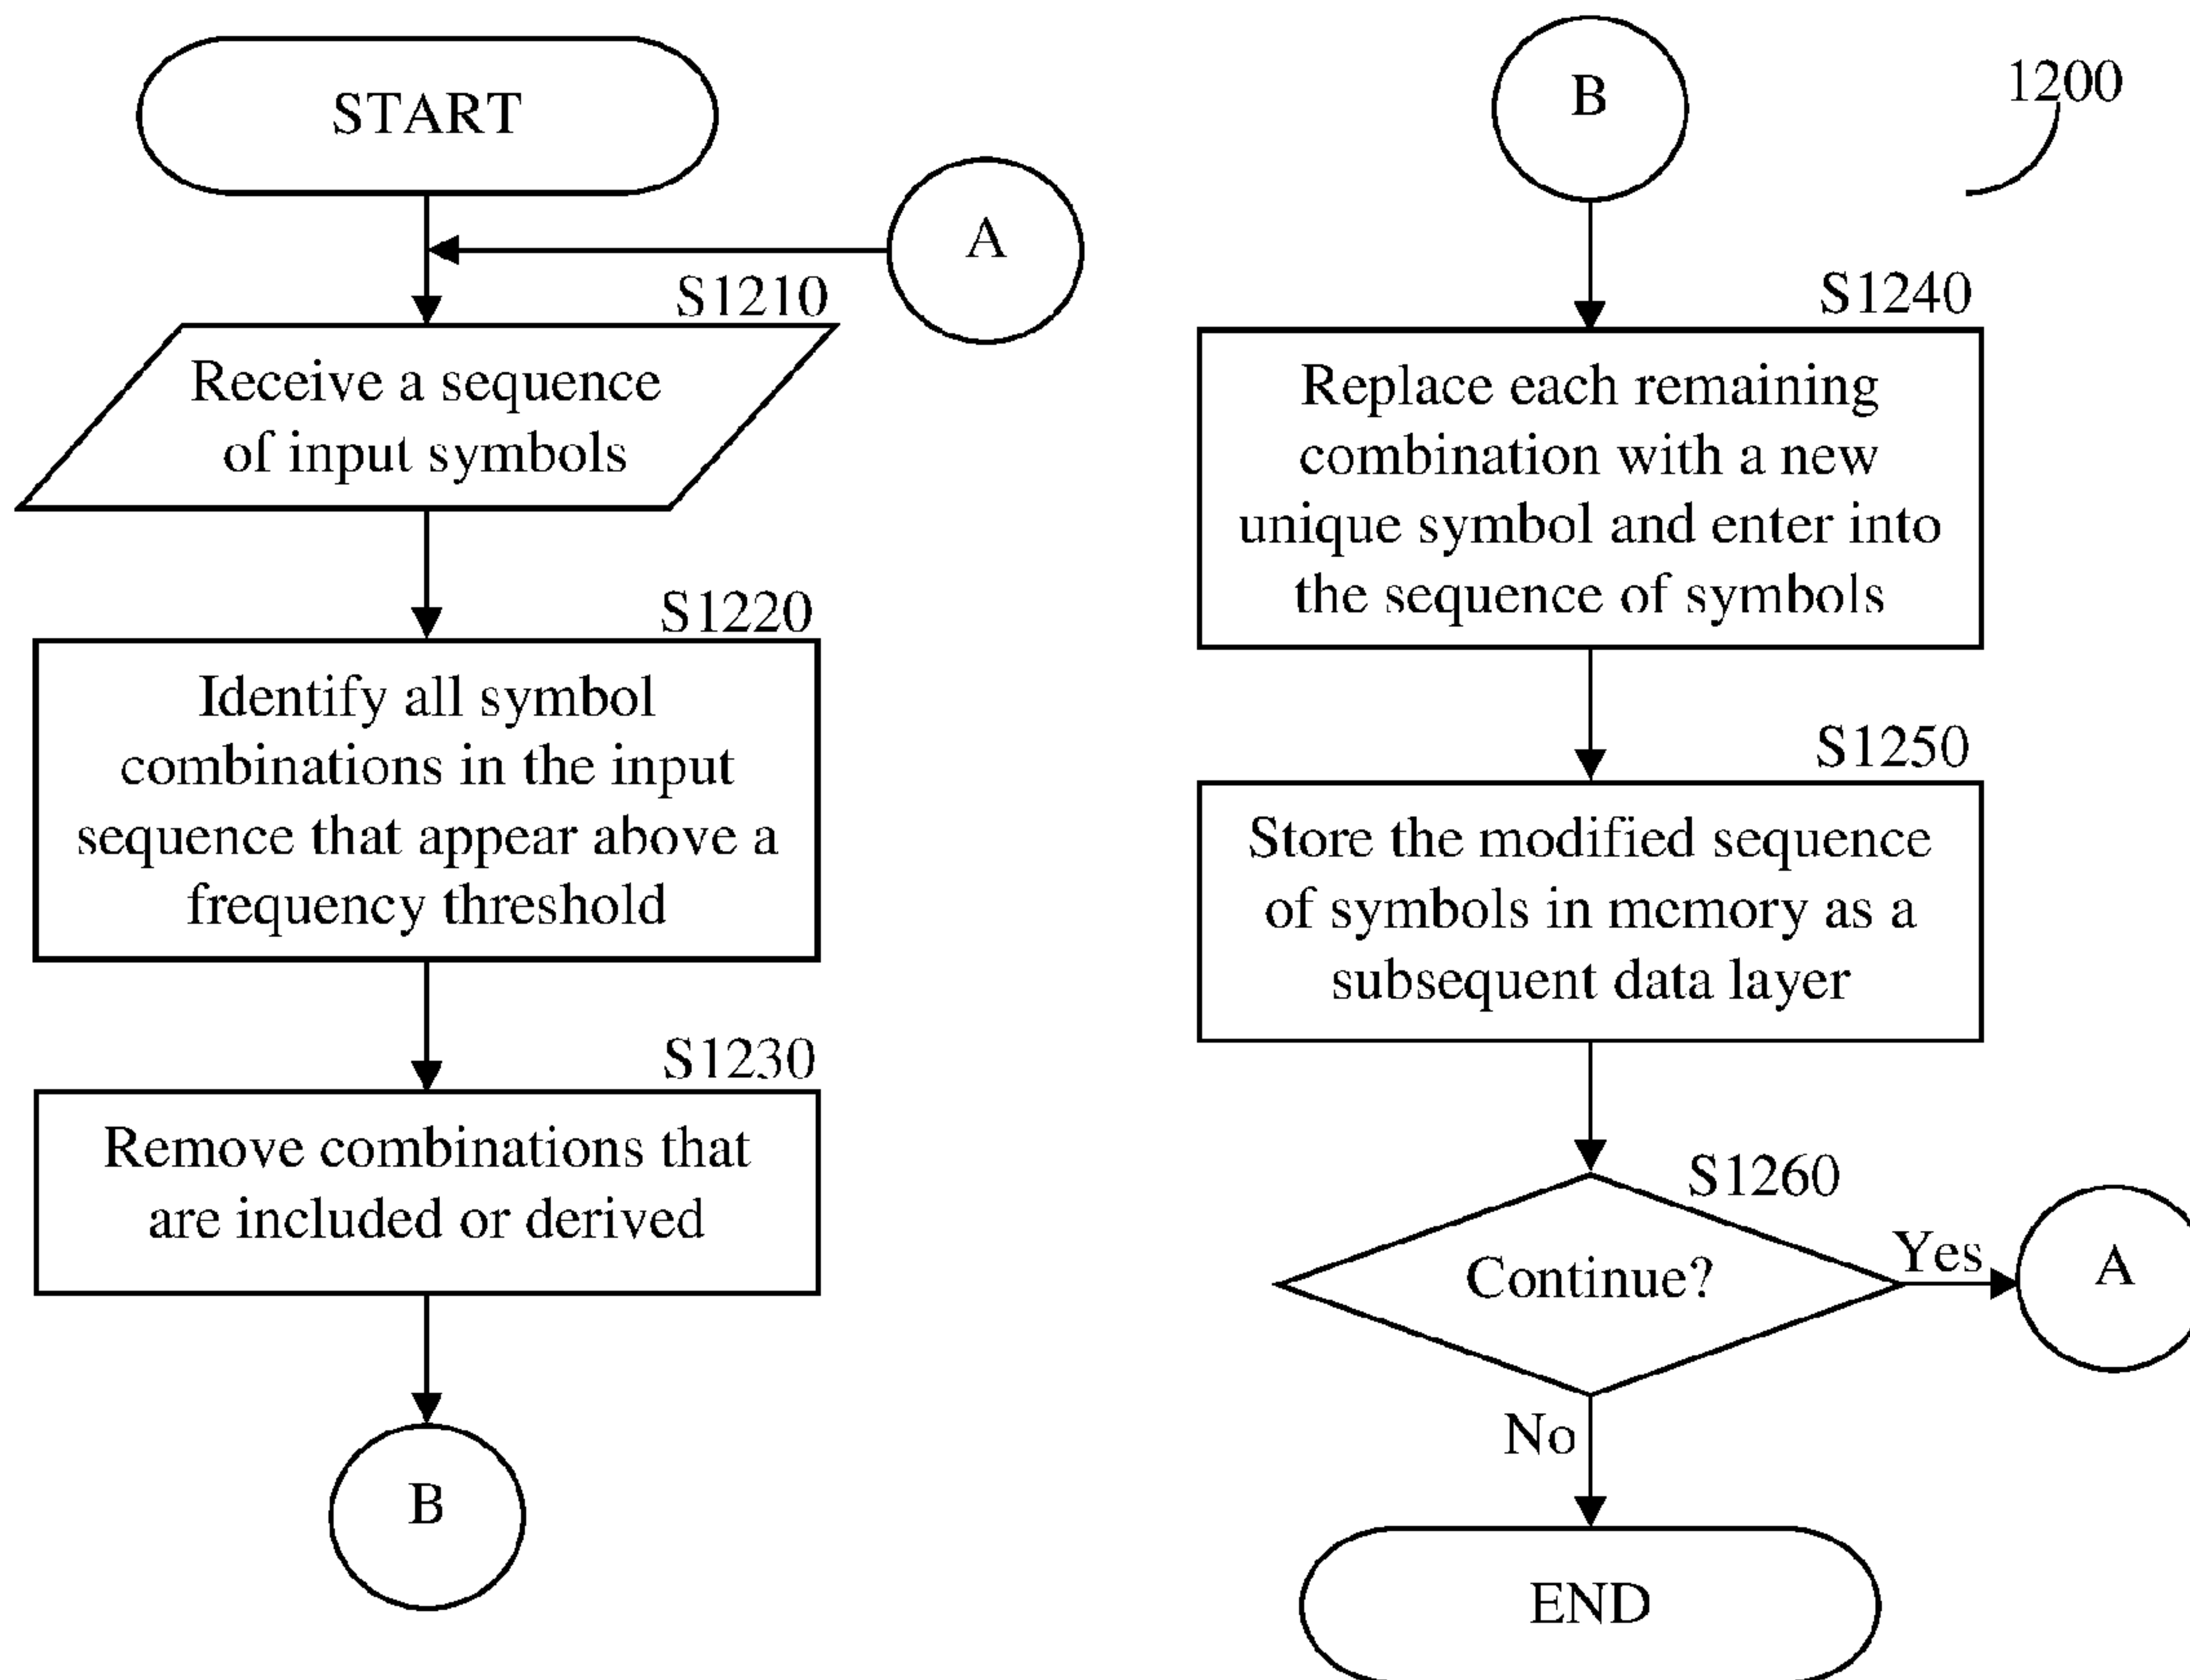 START
A
S1210
Receive a sequence
of input symbols
S1220
Identify all symbol
combinations in the input
sequence that appear above a
frequency threshold
S1230
Remove combinations that
are included or derived
B
B
1200
S1240
Replace each remaining
combination with a new
unique symbol and enter into
the sequence of symbols
S1250
Store the modified sequence
of symbols in memory as a
subsequent data layer
S1260
Continue?
Yes
A
No
END